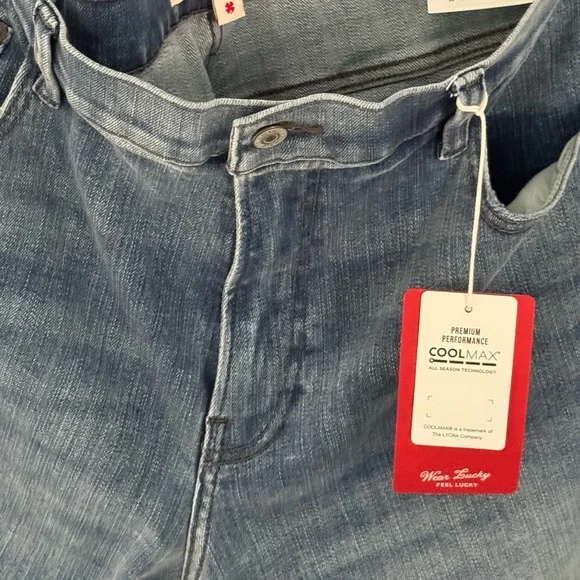 PREMIUM
PERFORMANCE
COOLMAX®
ALL SEASON TECHNOLOGY
COOLMAX® is a trademark of
The LYCRA Company
Wear Lucky
FEEL LUCKY